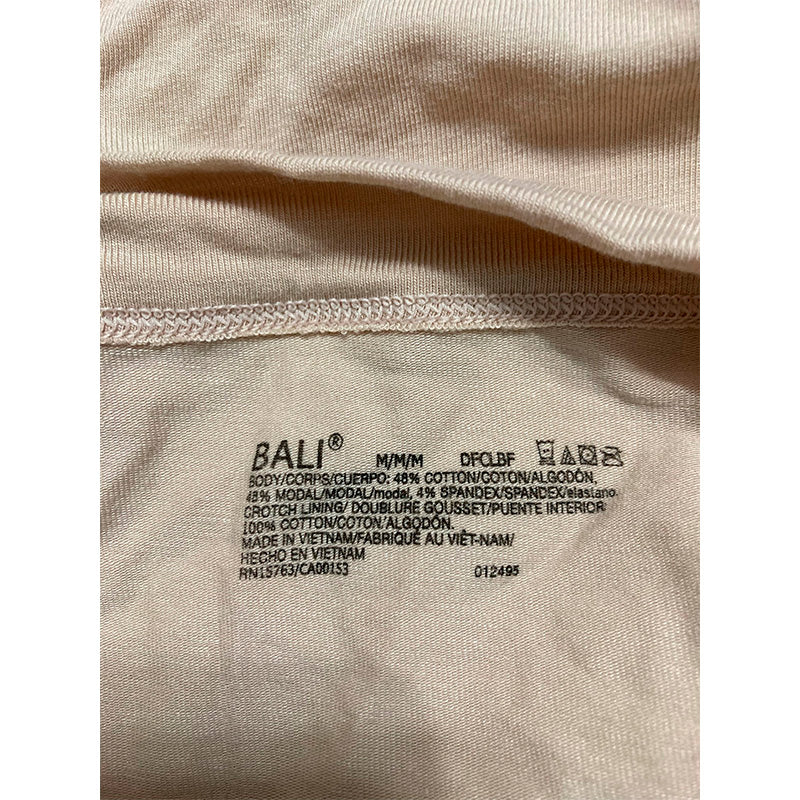 BALI® M/M/M DFCLBF
BODY/CORPS/CUERPO: 48% COTTON/COTON/ALGODÓN,
48% MODAL/MODAL/modal, 4% SPANDEX/SPANDEX/elastano.
CROTCH LINING/ DOUBLURE GOUSSET/PUENTE INTERIOR
100% COTTON/COTON/ALGODÓN.
MADE IN VIETNAM/FABRIQUÉ AU VIÊT-NAM/
HECHO EN VIETNAM
RN15763/CA00153 012495